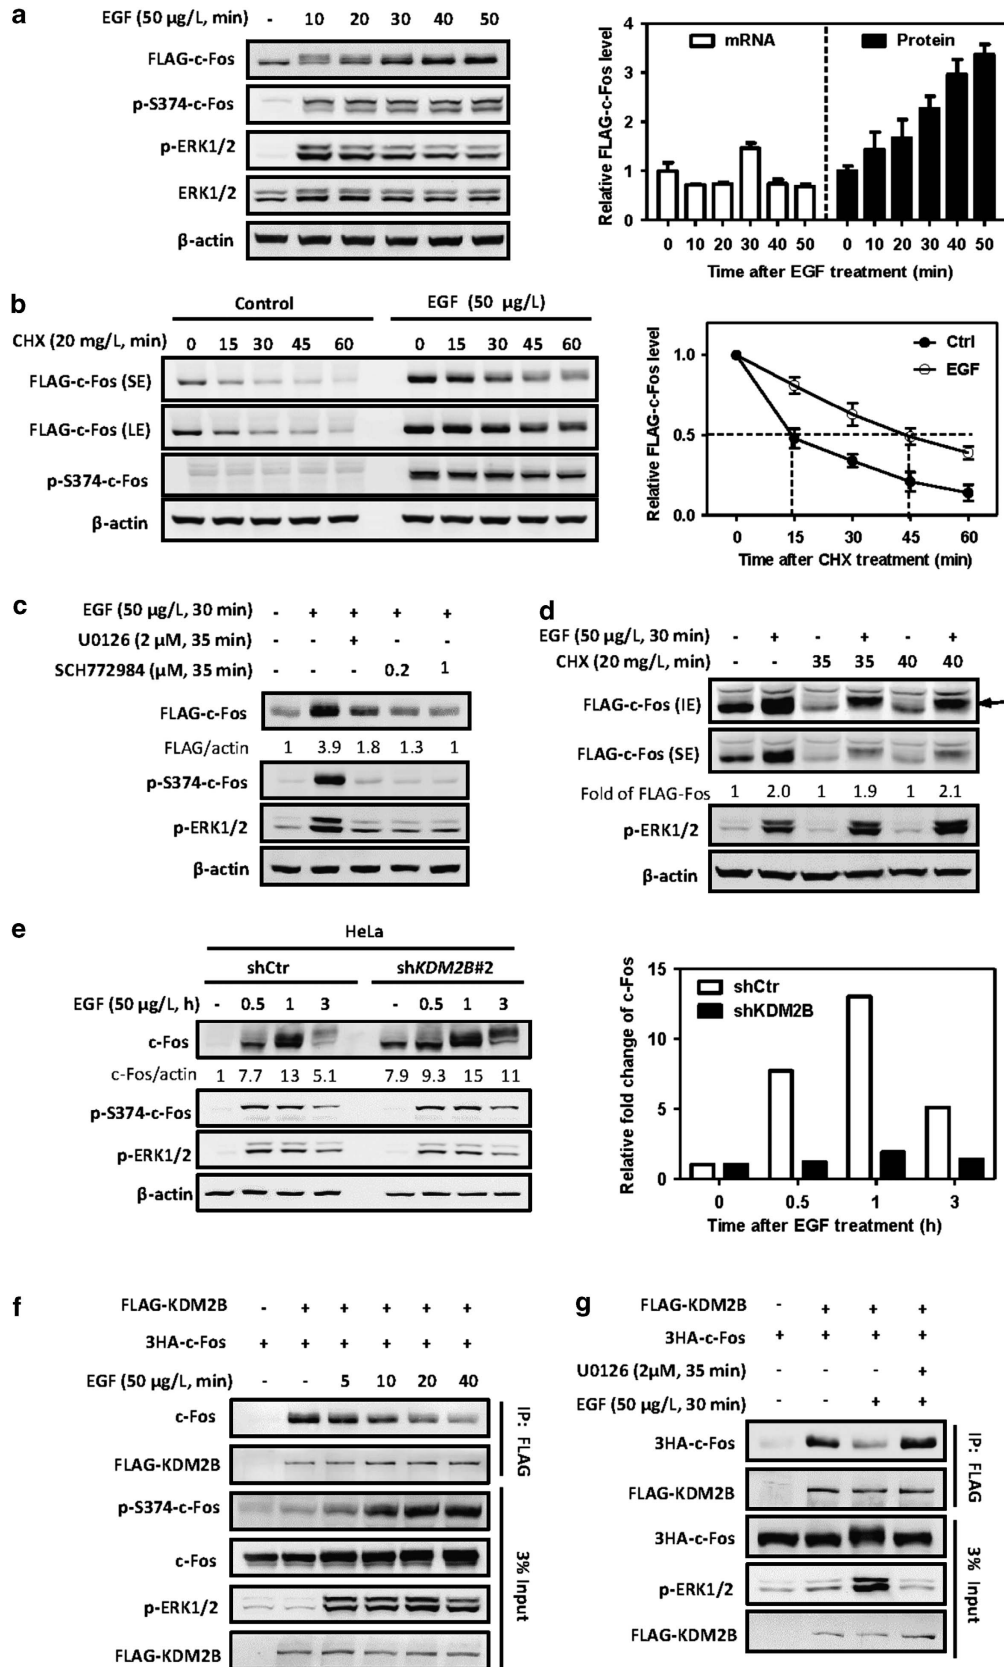 a
EGF (50 µg/L, min) - 10 20 30 40 50
FLAG-c-Fos
p-S374-c-Fos
p-ERK1/2
ERK1/2
β-actin
Relative FLAG-c-Fos level
4
3
2
1
0
mRNA
Protein
0 10 20 30 40 50 0 10 20 30 40 50
Time after EGF treatment (min)
b
Control EGF (50 µg/L)
CHX (20 mg/L, min) 0 15 30 45 60 0 15 30 45 60
FLAG-c-Fos (SE)
FLAG-c-Fos (LE)
p-S374-c-Fos
β-actin
Relative FLAG-c-Fos level
1.0
0.5
0.0
Ctrl
EGF
0 15 30 45 60
Time after CHX treatment (min)
c
EGF (50 µg/L, 30 min) - + + + +
U0126 (2 µM, 35 min) - - + - -
SCH772984 (µM, 35 min) - - - 0.2 1
FLAG-c-Fos
FLAG/actin 1 3.9 1.8 1.3 1
p-S374-c-Fos
p-ERK1/2
β-actin
d
EGF (50 µg/L, 30 min) - + - + - +
CHX (20 mg/L, min) - - 35 35 40 40
FLAG-c-Fos (IE)
FLAG-c-Fos (SE)
Fold of FLAG-Fos 1 2.0 1 1.9 1 2.1
p-ERK1/2
β-actin
e
HeLa
shCtr shKDM2B#2
EGF (50 µg/L, h) - 0.5 1 3 - 0.5 1 3
c-Fos
c-Fos/actin 1 7.7 13 5.1 7.9 9.3 15 11
p-S374-c-Fos
p-ERK1/2
β-actin
Relative fold change of c-Fos
15
10
5
0
shCtr
shKDM2B
0 0.5 1 3
Time after EGF treatment (h)
f
FLAG-KDM2B - + + + + +
3HA-c-Fos + + + + + +
EGF (50 µg/L, min) - - 5 10 20 40
c-Fos
FLAG-KDM2B
IP: FLAG
p-S374-c-Fos
c-Fos
p-ERK1/2
FLAG-KDM2B
3% Input
g
FLAG-KDM2B - + + +
3HA-c-Fos + + + +
U0126 (2µM, 35 min) - - - +
EGF (50 µg/L, 30 min) - - + +
3HA-c-Fos
FLAG-KDM2B
IP: FLAG
3HA-c-Fos
p-ERK1/2
FLAG-KDM2B
3% Input